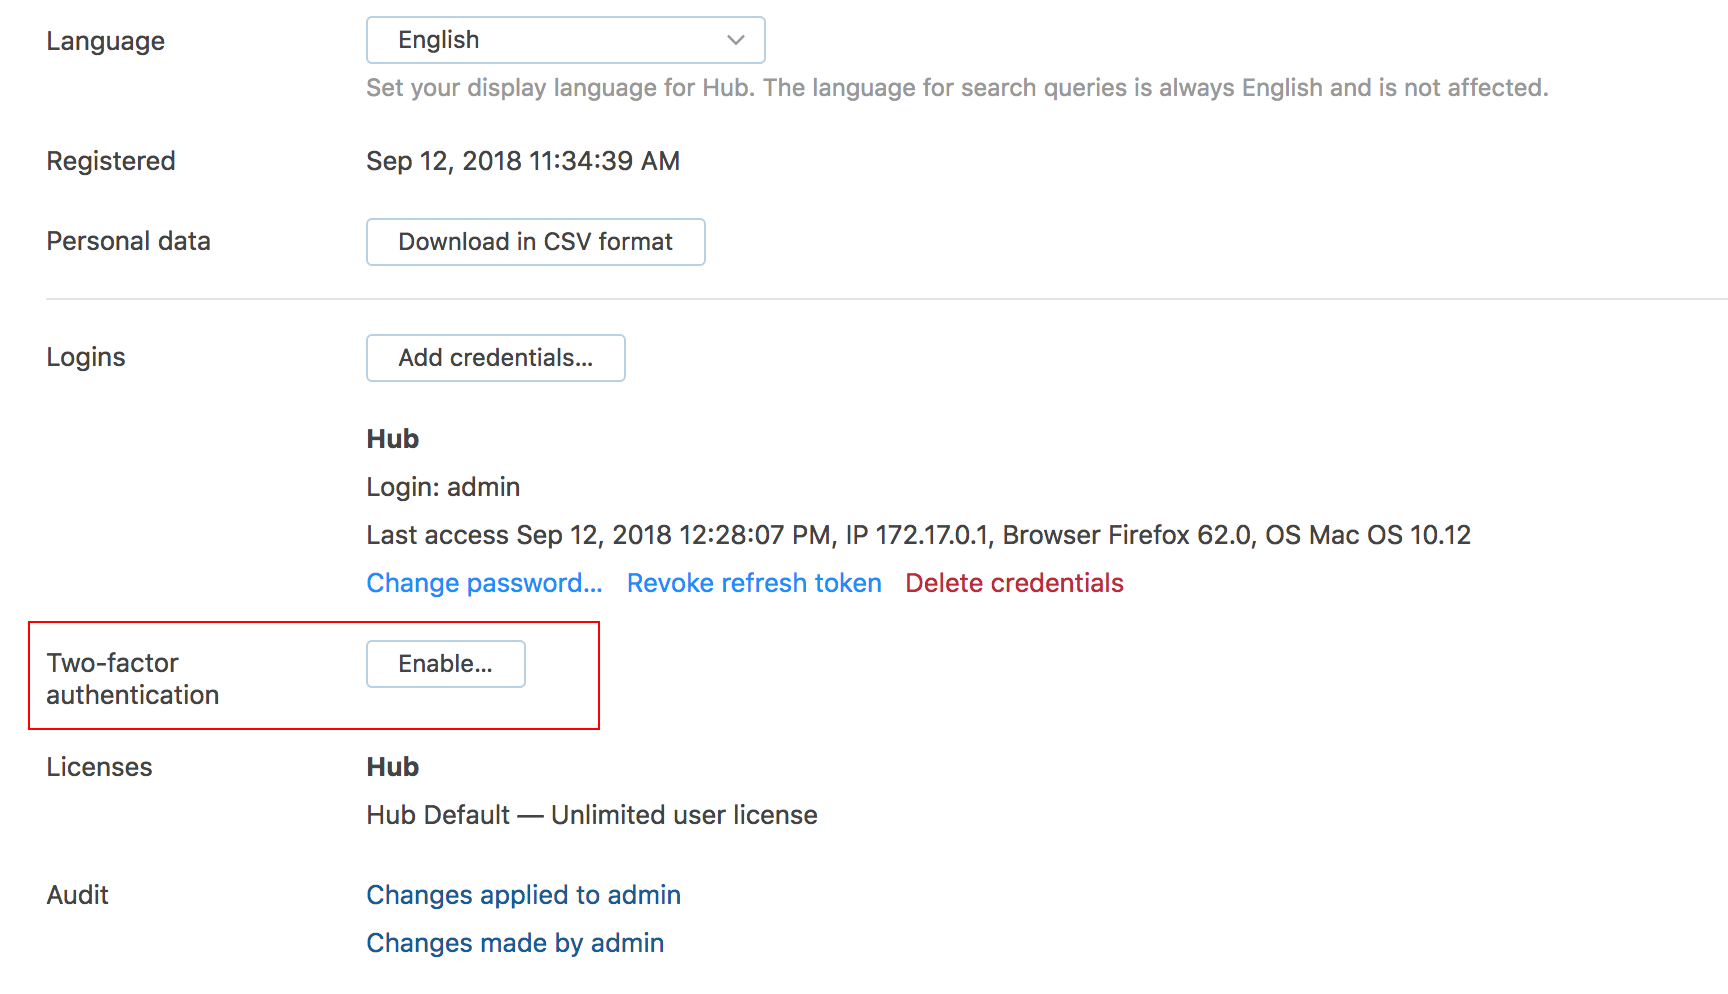 Language
English
Set your display language for Hub. The language for search queries is always English and is not affected.
Registered
Sep 12, 2018 11:34:39 AM
Personal data
Download in CSV format
Logins
Add credentials...
Hub
Login: admin
Last access Sep 12, 2018 12:28:07 PM, IP 172.17.0.1, Browser Firefox 62.0, OS Mac OS 10.12
Change password... Revoke refresh token Delete credentials
Two-factor
authentication
Enable...
Licenses
Hub
Hub Default — Unlimited user license
Audit
Changes applied to admin
Changes made by admin